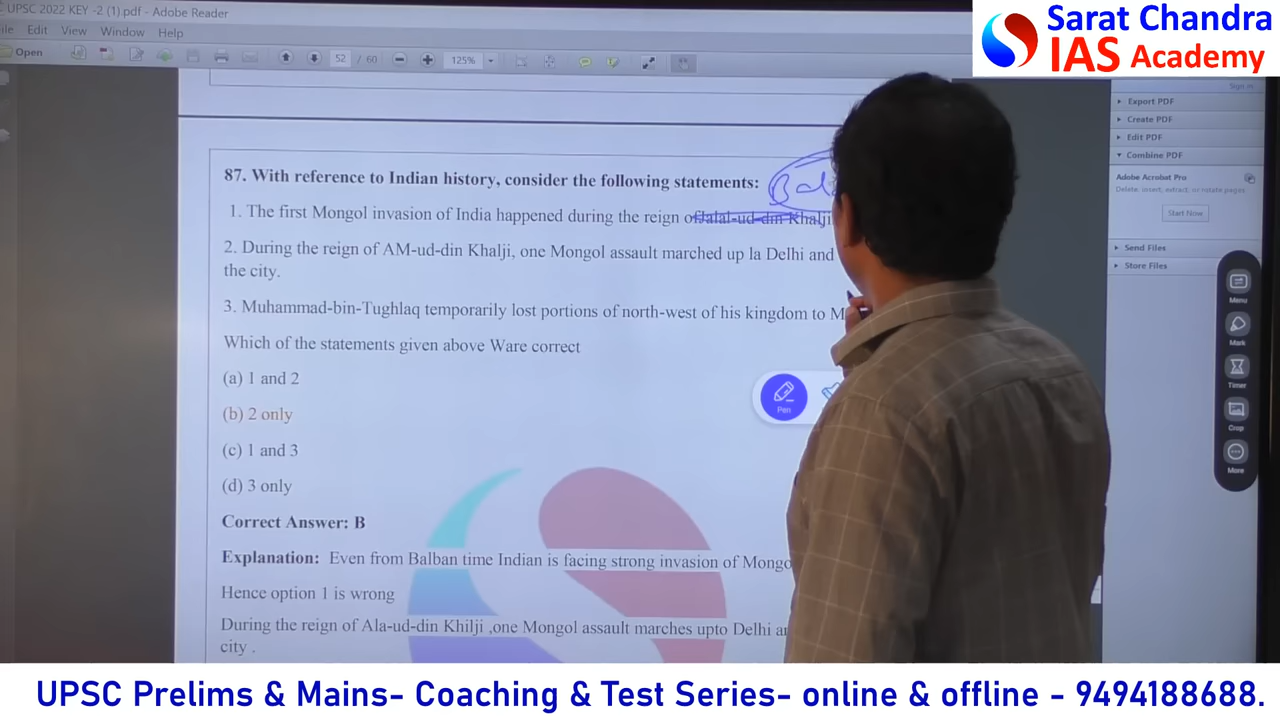 UPSC 2022 KEY -2 (1).pdf - Adobe Reader
Sarat Chandra
IAS Academy
Edit View Window Help
Open 52 / 60 125%
Sign In
Export PDF
Create PDF
Edit PDF
Combine PDF
Adobe Acrobat Pro
Delete, insert, extract, or rotate pages
Start Now
Send Files
Store Files
Menu
Mark
Timer
Crop
More
87. With reference to Indian history, consider the following statements:
1. The first Mongol invasion of India happened during the reign of Jalal-ud-din Khalji
2. During the reign of AM-ud-din Khalji, one Mongol assault marched up la Delhi and
the city.
3. Muhammad-bin-Tughlaq temporarily lost portions of north-west of his kingdom to
Which of the statements given above Ware correct
(a) 1 and 2
(b) 2 only
(c) 1 and 3
(d) 3 only
Pen
Correct Answer: B
Explanation: Even from Balban time Indian is facing strong invasion of
Hence option 1 is wrong
During the reign of Ala-ud-din Khilji ,one Mongol assault marches upto Delhi
city .
UPSC Prelims & Mains- Coaching & Test Series- online & offline - 9494188688.